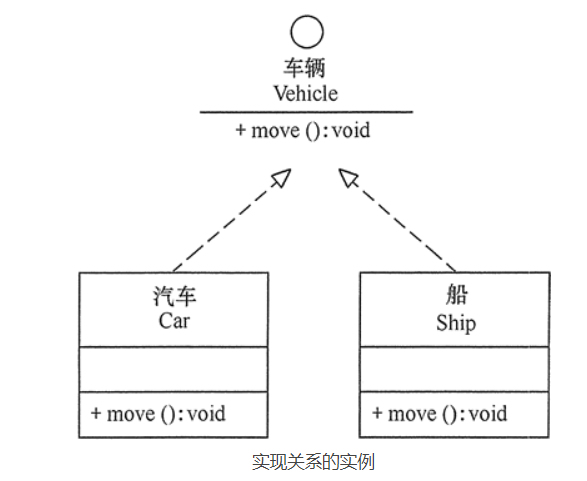 车辆
Vehicle
+ move ():void
汽车
Car
+ move ():void
船
Ship
+ move ():void
实现关系的实例